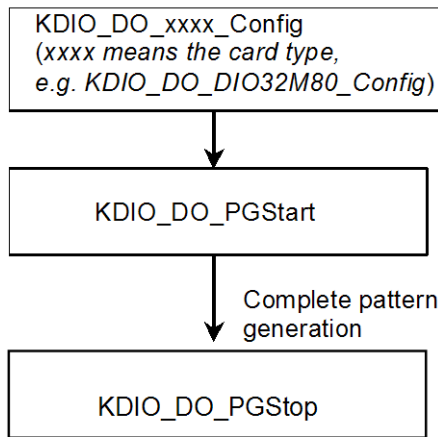 KDIO_DO_xxxx_Config
(xxxx means the card type,
e.g. KDIO_DO_DIO32M80_Config)
KDIO_DO_PGStart
Complete pattern
generation
KDIO_DO_PGStop